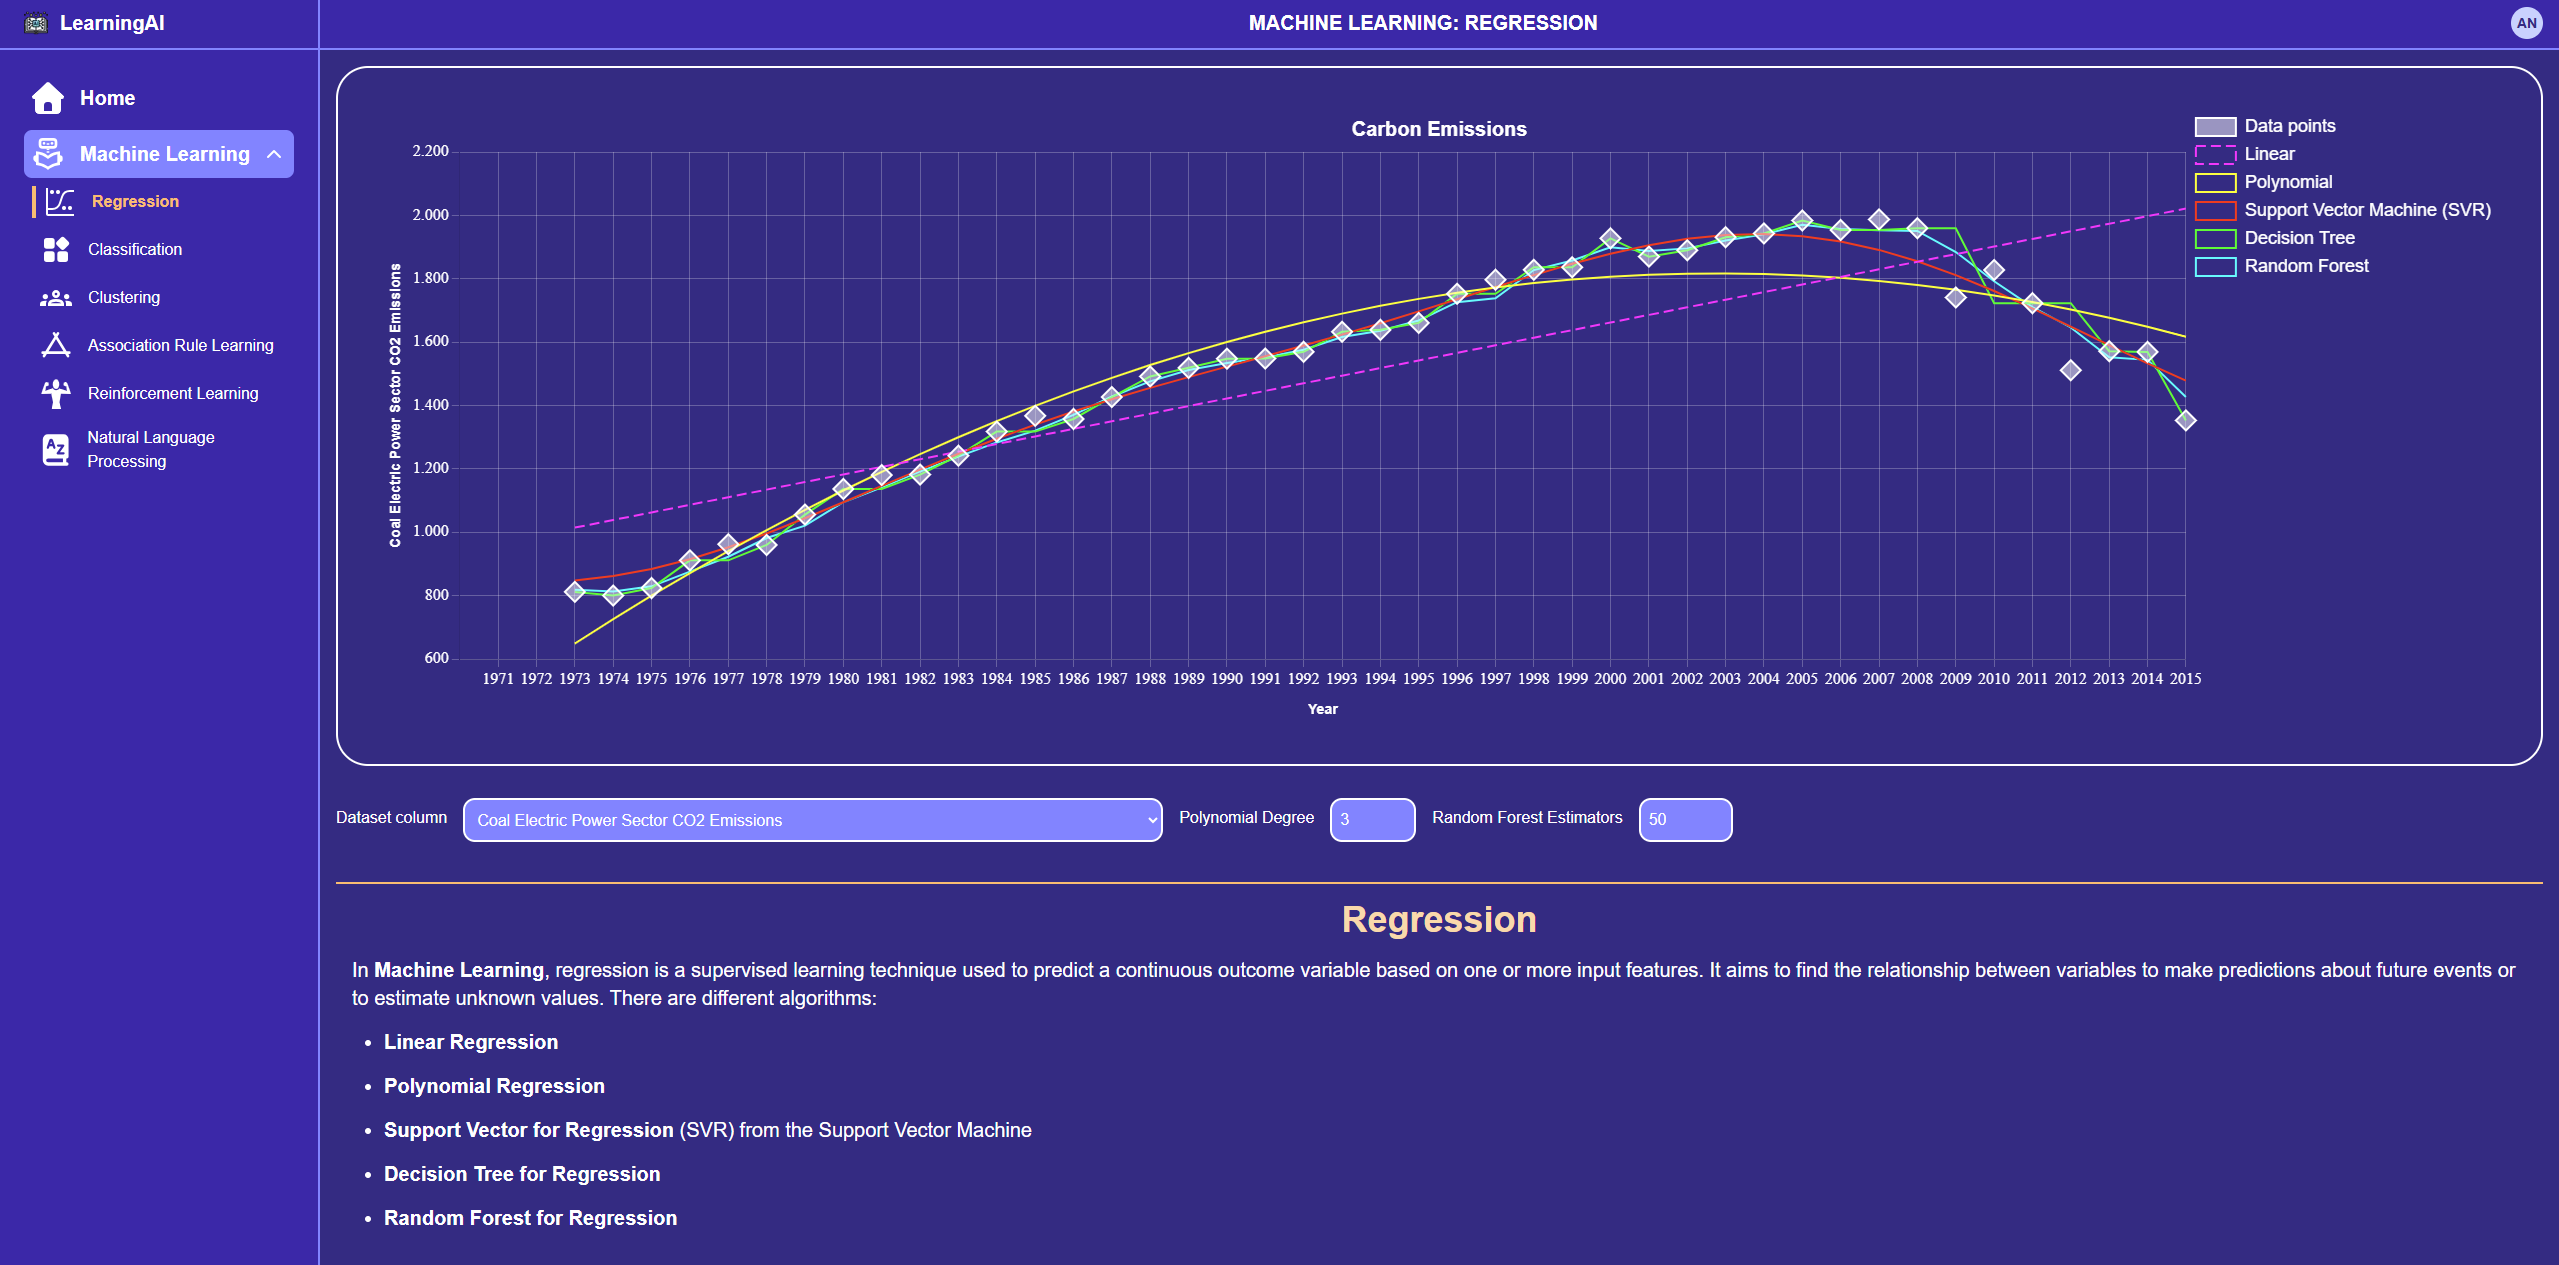 LearningAI
MACHINE LEARNING: REGRESSION
AN
Home
Machine Learning
Regression
Classification
Clustering
Association Rule Learning
Reinforcement Learning
Natural Language
Processing
Carbon Emissions
Data points
Linear
Polynomial
Support Vector Machine (SVR)
Decision Tree
Random Forest
Coal Electric Power Sector CO2 Emissions
2.200
2.000
1.800
1.600
1.400
1.200
1.000
800
600
1971 1972 1973 1974 1975 1976 1977 1978 1979 1980 1981 1982 1983 1984 1985 1986 1987 1988 1989 1990 1991 1992 1993 1994 1995 1996 1997 1998 1999 2000 2001 2002 2003 2004 2005 2006 2007 2008 2009 2010 2011 2012 2013 2014 2015
Year
Dataset column Coal Electric Power Sector CO2 Emissions Polynomial Degree 3 Random Forest Estimators 50
Regression
In Machine Learning, regression is a supervised learning technique used to predict a continuous outcome variable based on one or more input features. It aims to find the relationship between variables to make predictions about future events or
to estimate unknown values. There are different algorithms:
• Linear Regression
• Polynomial Regression
• Support Vector for Regression (SVR) from the Support Vector Machine
• Decision Tree for Regression
• Random Forest for Regression